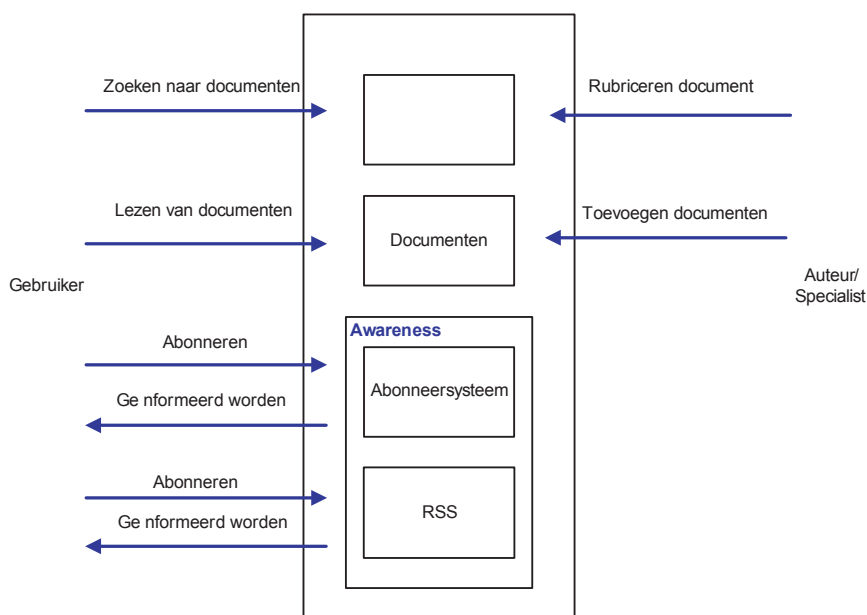 Zoeken naar documenten
Rubriceren document
Lezen van documenten
Toevoegen documenten
Documenten
Gebruiker
Auteur/
Specialist
Awareness
Abonneren
Abonneersysteem
Ge nformeerd worden
Abonneren
RSS
Ge nformeerd worden